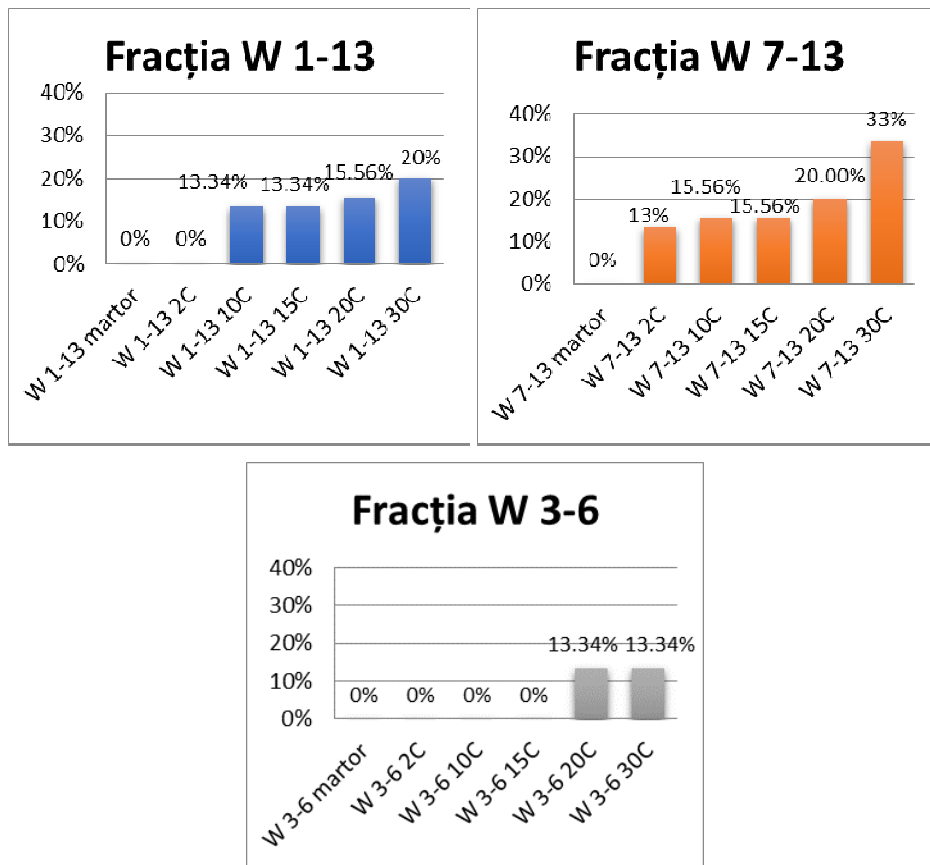 Fracția W 1-13
40%
30%
20%
10%
0%
0%
0%
13.34%
13.34%
15.56%
20%
W 1-13 martor
W 1-13 2C
W 1-13 10C
W 1-13 15C
W 1-13 20C
W 1-13 30C
Fracția W 7-13
40%
30%
20%
10%
0%
0%
13%
15.56%
15.56%
20.00%
33%
W 7-13 martor
W 7-13 2C
W 7-13 10C
W 7-13 15C
W 7-13 20C
W 7-13 30C
Fracția W 3-6
40%
30%
20%
10%
0%
0%
0%
0%
0%
13.34%
13.34%
W 3-6 martor
W 3-6 2C
W 3-6 10C
W 3-6 15C
W 3-6 20C
W 3-6 30C